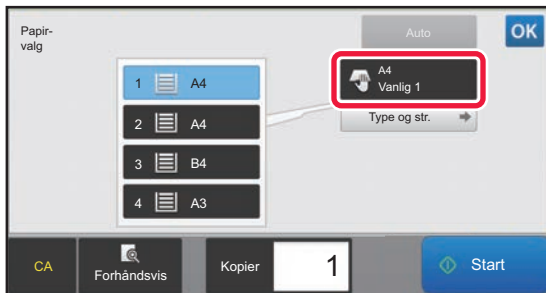 Papir-
valg
Auto
OK
1 A4
2 A4
3 B4
4 A3
A4
Vanlig 1
Type og str.
CA
Forhåndsvis
Kopier
1
Start